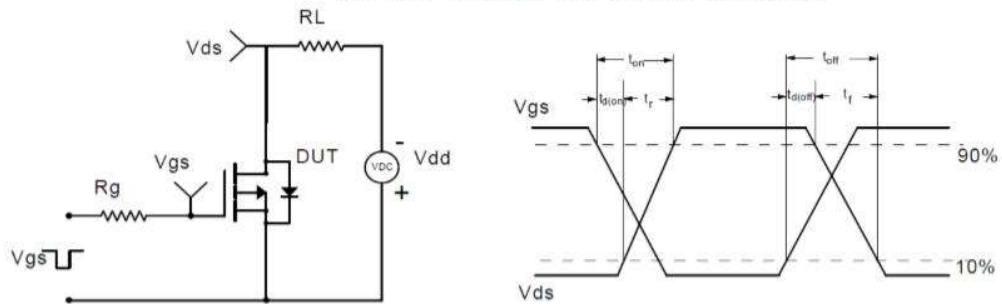 RL
Vds
DUT
Vgs
VDC
-
Vdd
+
Rg
Vgs
ton
toff
td(on)
tr
td(off)
tf
Vgs
90%
10%
Vds